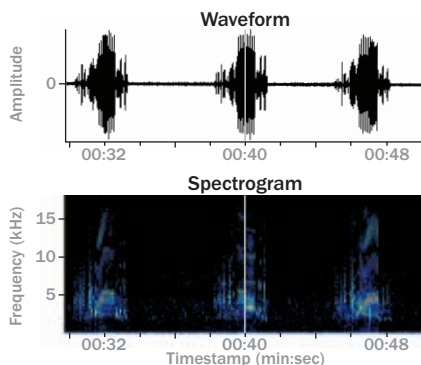 Waveform
Amplitude
0
00:32 00:40 00:48
Spectrogram
Frequency (kHz)
15
10
5
00:32 00:40 00:48
Timestamp (min:sec)